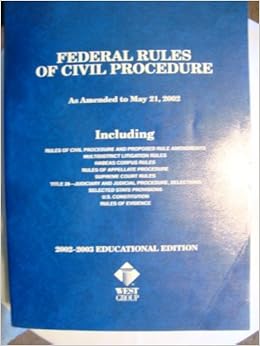 FEDERAL RULES
OF CIVIL PROCEDURE
As Amended to May 21, 2002
Including
RULES OF CIVIL PROCEDURE AND PROPOSED RULE AMENDMENTS
MULTIDISTRICT LITIGATION RULES
HABEAS CORPUS RULES
RULES OF APPELLATE PROCEDURE
SUPREME COURT RULES
TITLE 28—JUDICIARY AND JUDICIAL PROCEDURE, SELECTIONS
SELECTED STATE PROVISIONS
U.S. CONSTITUTION
RULES OF EVIDENCE
2002-2003 EDUCATIONAL EDITION
WEST
GROUP